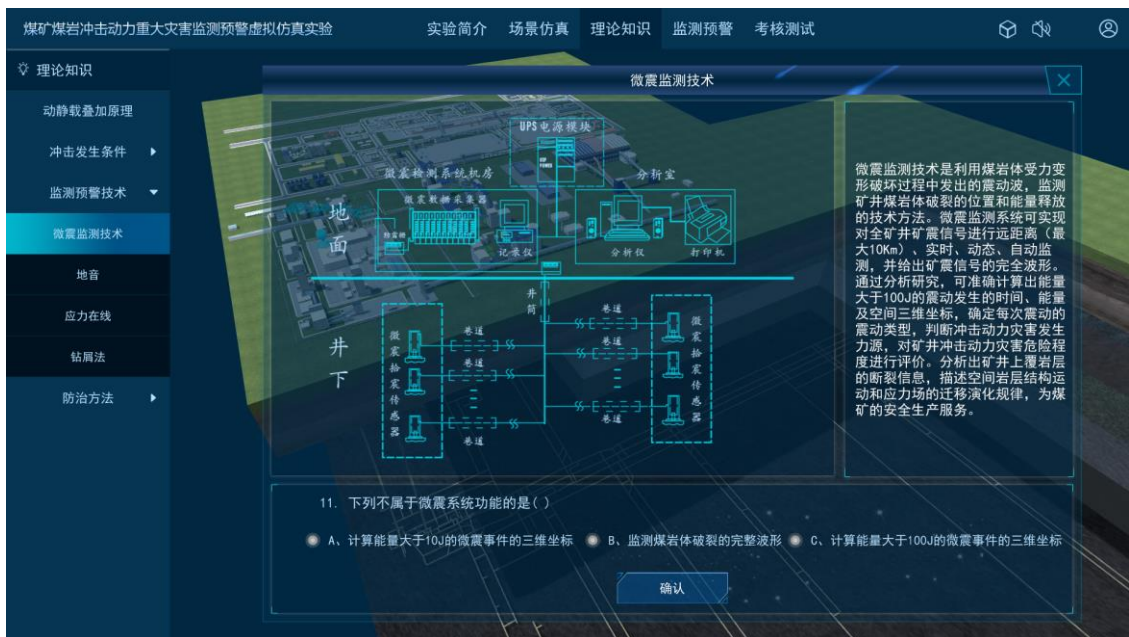 煤矿煤岩冲击动力重大灾害监测预警虚拟仿真实验
实验简介 场景仿真 理论知识 监测预警 考核测试
理论知识
动静载叠加原理
冲击发生条件
监测预警技术
微震监测技术
地音
应力在线
钻屑法
防治方法
微震监测技术
UPS电源模块
UDP
POWER
微震检测系统机房
分析室
微震数据采集器
记录仪
分析仪
打印机
地面
井筒
井下
巷道
巷道
巷道
巷道
巷道
巷道
微震拾震传感器
微震拾震传感器
微震监测技术是利用煤岩体受力变
形破坏过程中发出的震动波，监测
矿井煤岩体破裂的位置和能量释放
的技术方法。微震监测系统可实现
对全矿井矿震信号进行远距离（最
大10Km）、实时、动态、自动监
测，并给出矿震信号的完全波形。
通过分析研究，可准确计算出能量
大于100J的震动发生的时间、能量
及空间三维坐标，确定每次震动的
震动类型，判断冲击动力灾害发生
力源，对矿井冲击动力灾害危险程
度进行评价。分析出矿井上覆岩层
的断裂信息，描述空间岩层结构运
动和应力场的迁移演化规律，为煤
矿的安全生产服务。
11. 下列不属于微震系统功能的是( )
A、计算能量大于10J的微震事件的三维坐标 B、监测煤岩体破裂的完整波形 C、计算能量大于100J的微震事件的三维坐标
确认